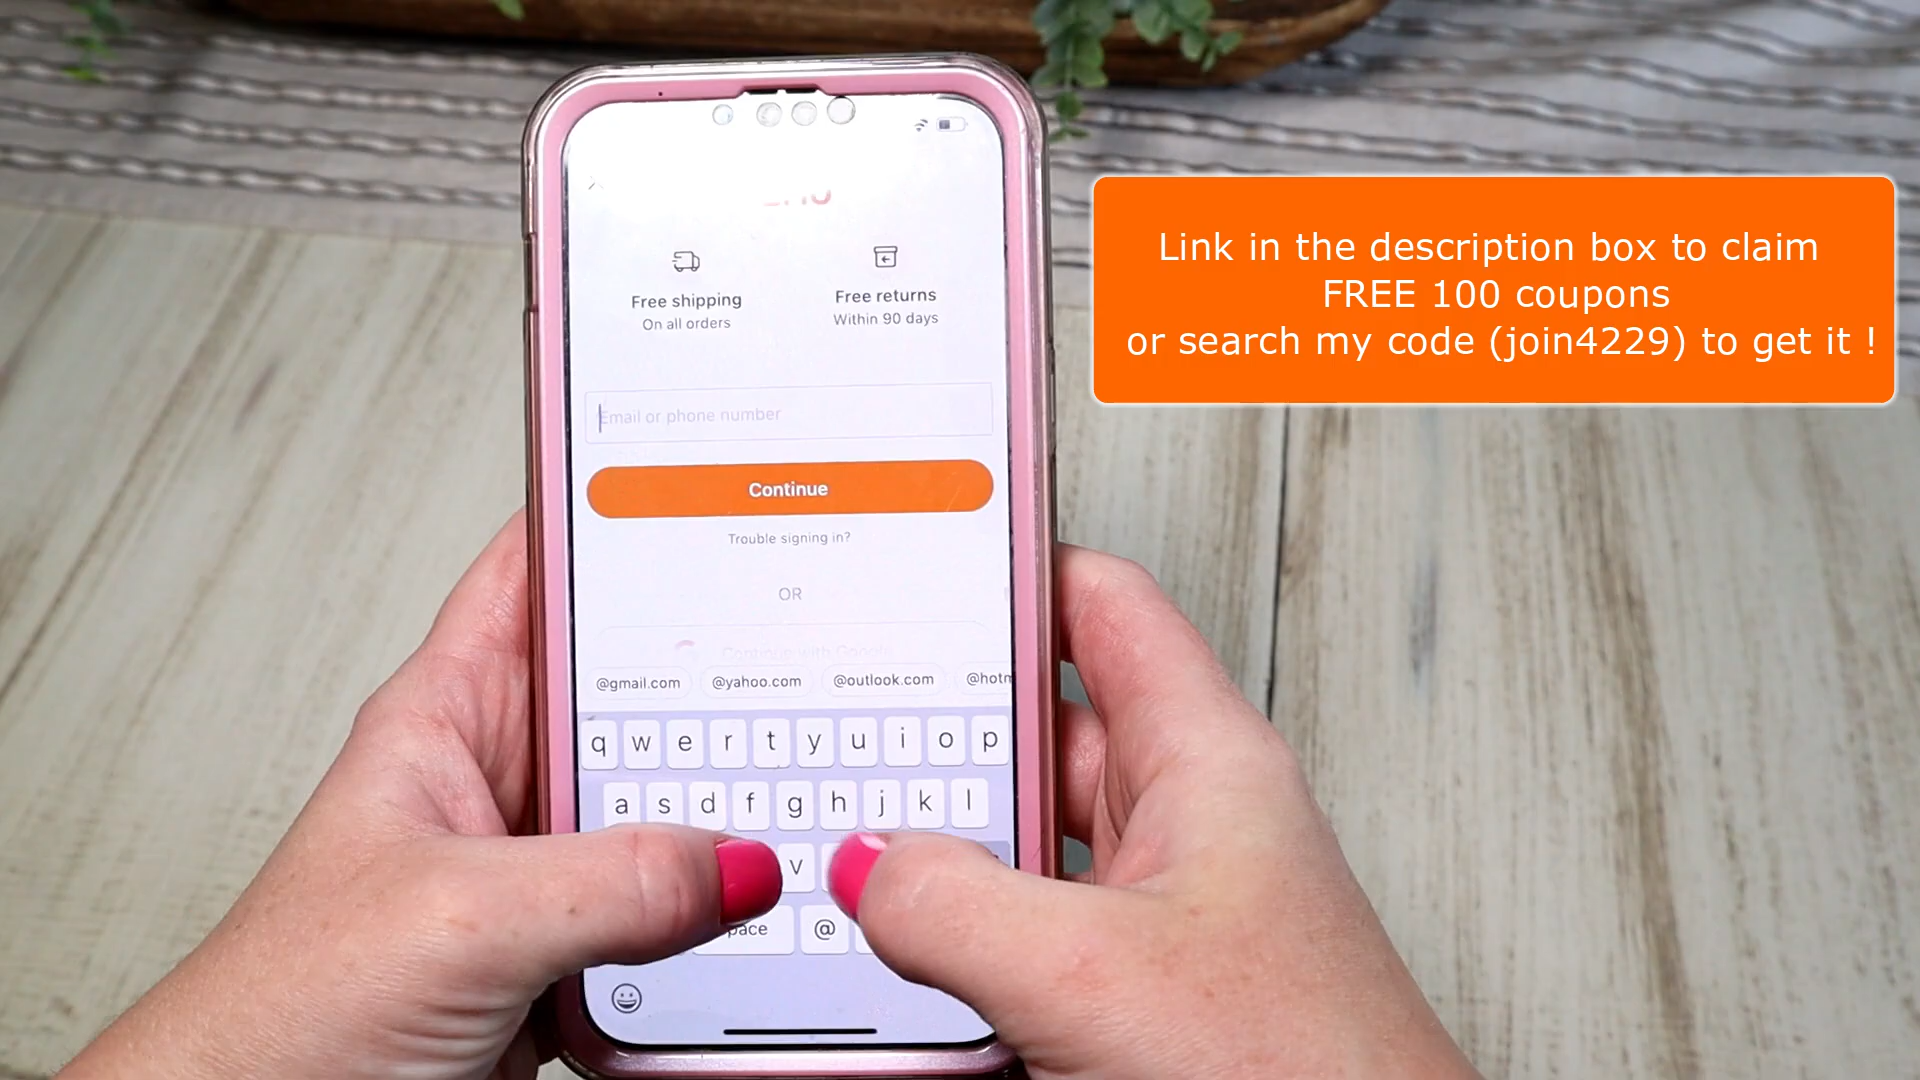 Free shipping
On all orders
Free returns
Within 90 days
Email or phone number
Continue
Trouble signing in?
OR
Continue with Google
@gmail.com @yahoo.com @outlook.com
q w e r t y u i o p
a s d f g h j k l
v
@
Link in the description box to claim
FREE 100 coupons
or search my code (join4229) to get it !